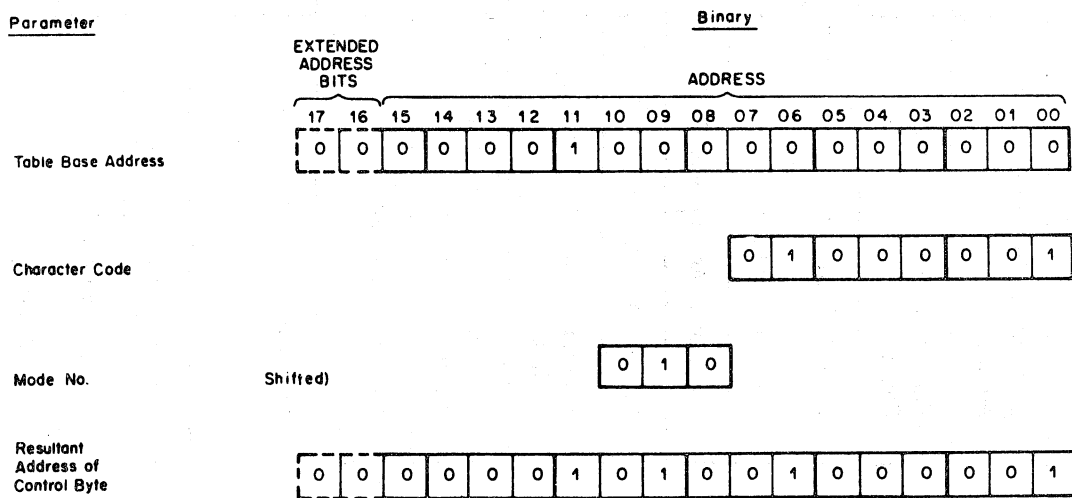 Parameter
Binary
EXTENDED
ADDRESS
BITS
ADDRESS
17 16 15 14 13 12 11 10 09 08 07 06 05 04 03 02 01 00
Table Base Address 0 0 0 0 0 0 1 0 0 0 0 0 0 0 0 0 0 0
Character Code 0 1 0 0 0 0 0 1
Mode No. Shifted) 0 1 0
Resultant
Address of
Control Byte 0 0 0 0 0 0 1 0 1 0 0 1 0 0 0 0 0 1